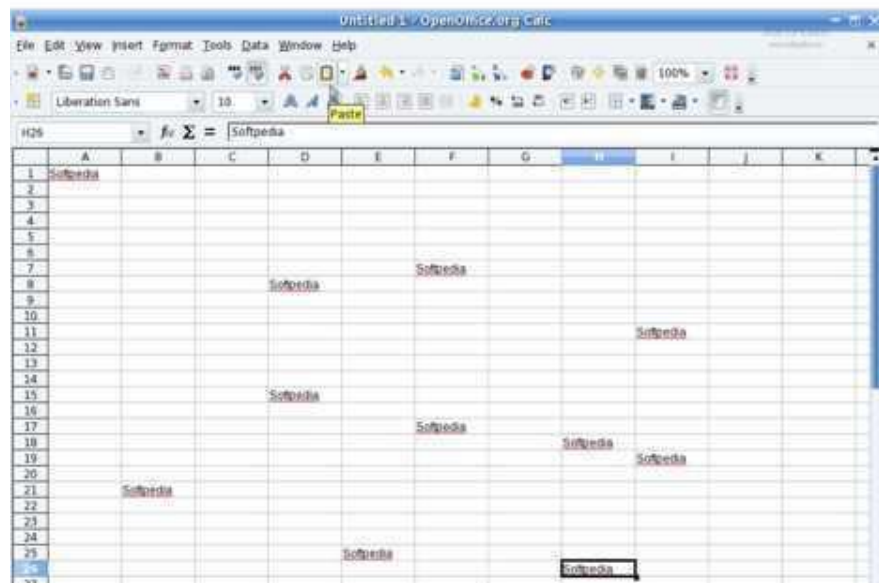 Untitled 1 - OpenOffice.org Calc
File Edit View Insert Format Tools Data Window Help
100%
Liberation Sans 10
Paste
H26 Σ = Softpedia
A B C D E F G H I J K
1 Softpedia
2
3
4
5
6
7 Softpedia
8 Softpedia
9
10
11 Softpedia
12
13
14
15 Softpedia
16
17 Softpedia
18 Softpedia
19 Softpedia
20
21 Softpedia
22
23
24
25 Softpedia
26 Softpedia